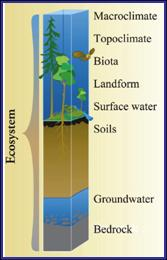 Macroclimate
Topoclimate
Biota
Landform
Surface water
Soils
Groundwater
Bedrock
Ecosystem